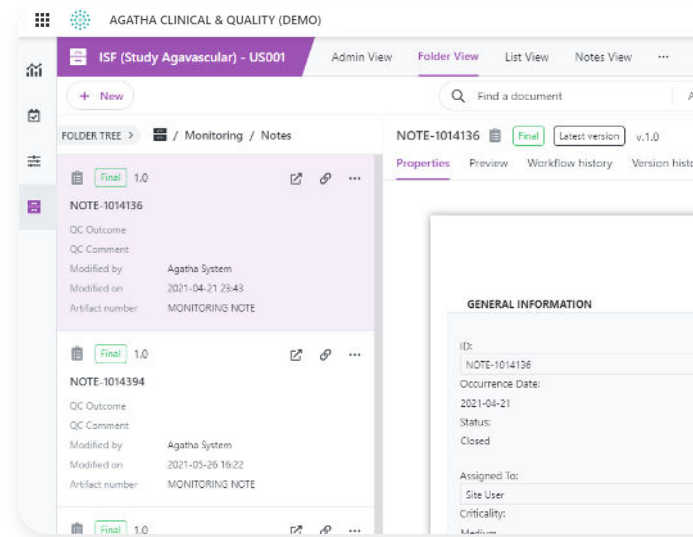 AGATHA CLINICAL & QUALITY (DEMO)
ISF (Study Agavascular) - US001
Admin View
Folder View
List View
Notes View
+ New
Find a document
FOLDER TREE > / Monitoring / Notes
Final 1.0
NOTE-1014136
QC Outcome
QC Comment
Modified by Agatha System
Modified on 2021-04-21 23:43
Artifact number MONITORING NOTE
Final 1.0
NOTE-1014394
QC Outcome
QC Comment
Modified by Agatha System
Modified on 2021-05-26 16:22
Artifact number MONITORING NOTE
Final 1.0
NOTE-1014136 Final Latest version v.1.0
Properties Preview Workflow history Version histo
GENERAL INFORMATION
ID:
NOTE-1014136
Occurrence Date:
2021-04-21
Status:
Closed
Assigned To:
Site User
Criticality:
Medium